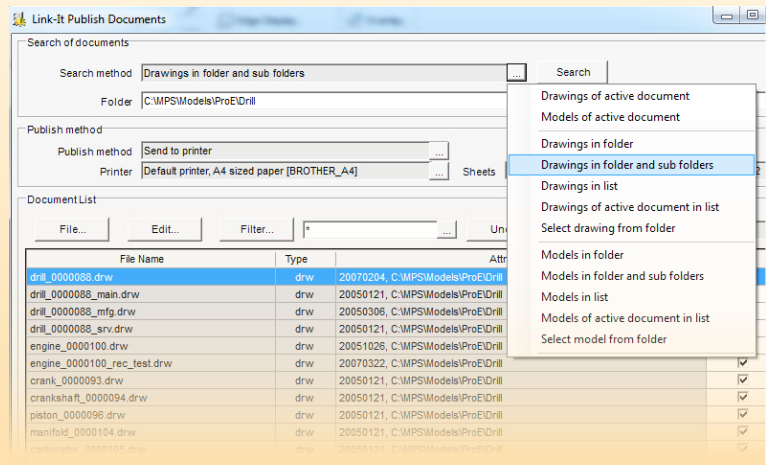 Link-It Publish Documents
Search of documents
Search method Drawings in folder and sub folders ... Search
Folder C:\MPS\Models\ProE\Drill
Publish method
Publish method Send to printer ...
Printer Default printer, A4 sized paper [BROTHER_A4] ... Sheets 2
Document List
File... Edit... Filter... * ...
File Name Type
drill_0000088.drw drw 20070204, C:\MPS\Models\ProE\Drill
drill_0000088_main.drw drw 20050121, C:\MPS\Models\ProE\Drill
drill_0000088_mfg.drw drw 20050306, C:\MPS\Models\ProE\Drill
drill_0000088_srv.drw drw 20050121, C:\MPS\Models\ProE\Drill
engine_0000100.drw drw 20051026, C:\MPS\Models\ProE\Drill
engine_0000100_rec_test.drw drw 20070322, C:\MPS\Models\ProE\Drill
crank_0000093.drw drw 20050121, C:\MPS\Models\ProE\Drill
crankshaft_0000094.drw drw 20050121, C:\MPS\Models\ProE\Drill
piston_0000096.drw drw 20050121, C:\MPS\Models\ProE\Drill
manifold_0000104.drw drw 20050121, C:\MPS\Models\ProE\Drill
carburetor_0000105.drw drw 20050121, C:\MPS\Models\ProE\Drill
Drawings of active document
Models of active document
Drawings in folder
Drawings in folder and sub folders
Drawings in list
Drawings of active document in list
Select drawing from folder
Models in folder
Models in folder and sub folders
Models in list
Models of active document in list
Select model from folder